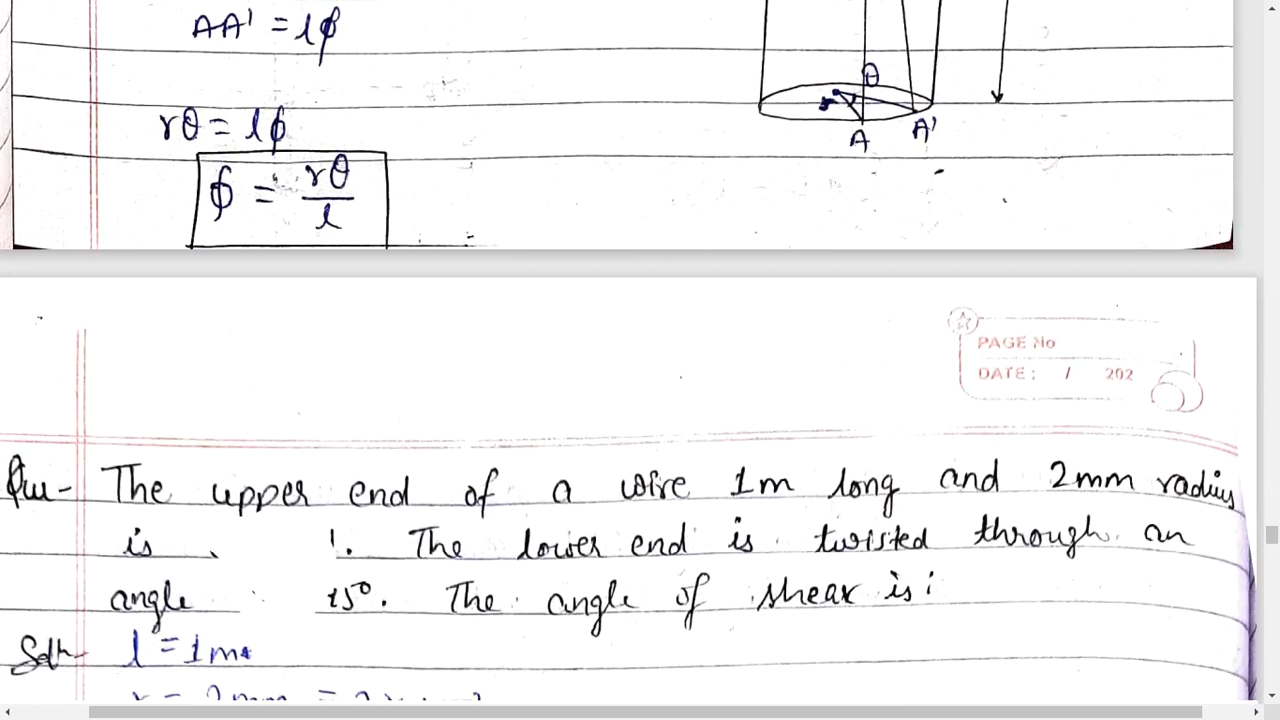 AA' = lϕ
θ
r
A A'
rθ = lϕ
ϕ = rθ/l
PAGE No
DATE: / 202
Que- The upper end of a wire 1m long and 2mm radius
is . The lower end is twisted through an
angle 45°. The angle of shear is:
Soln- l = 1m